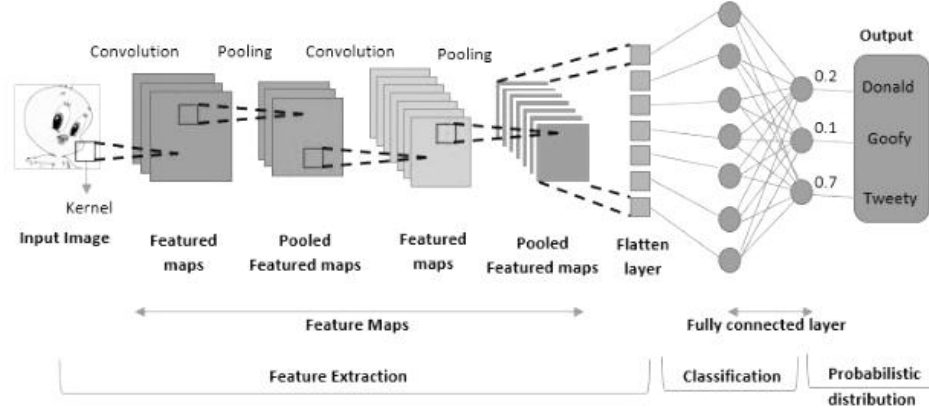 Convolution
Pooling
Convolution
Pooling
Output
0.2
Donald
0.1
Goofy
0.7
Tweety
Kernel
Input Image
Featured
maps
Pooled
Featured maps
Featured
maps
Pooled
Featured maps
Flatten
layer
Feature Maps
Fully connected layer
Feature Extraction
Classification
Probabilistic
distribution